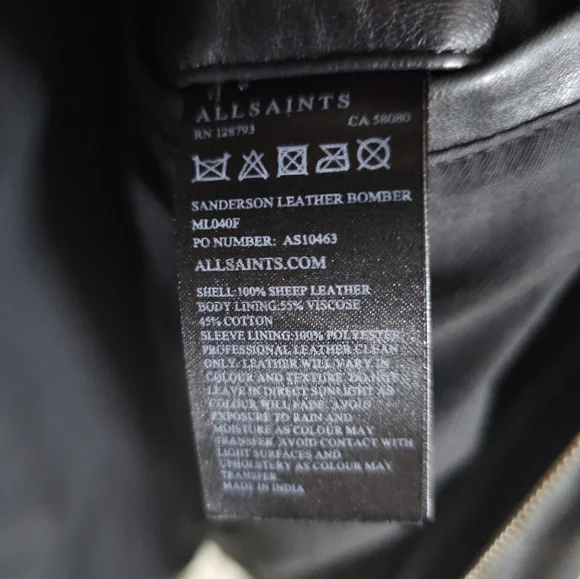 ALLSAINTS
RN 128793 CA 58080
SANDERSON LEATHER BOMBER
ML040F
PO NUMBER: AS10463
ALLSAINTS.COM
SHELL:100% SHEEP LEATHER
BODY LINING:55% VISCOSE
45% COTTON
SLEEVE LINING:100% POLYESTER
PROFESSIONAL LEATHER CLEAN
ONLY: LEATHER WILL VARY IN
COLOUR AND TEXTURE
LEAVE IN DIRECT SUNLIGHT AS
COLOUR WILL FADE. AVOID
EXPOSURE TO RAIN AND
MOISTURE AS COLOUR MAY
TRANSFER. AVOID CONTACT WITH
LIGHT SURFACES AND
UPHOLSTERY AS COLOUR MAY
TRANSFER
MADE IN INDIA